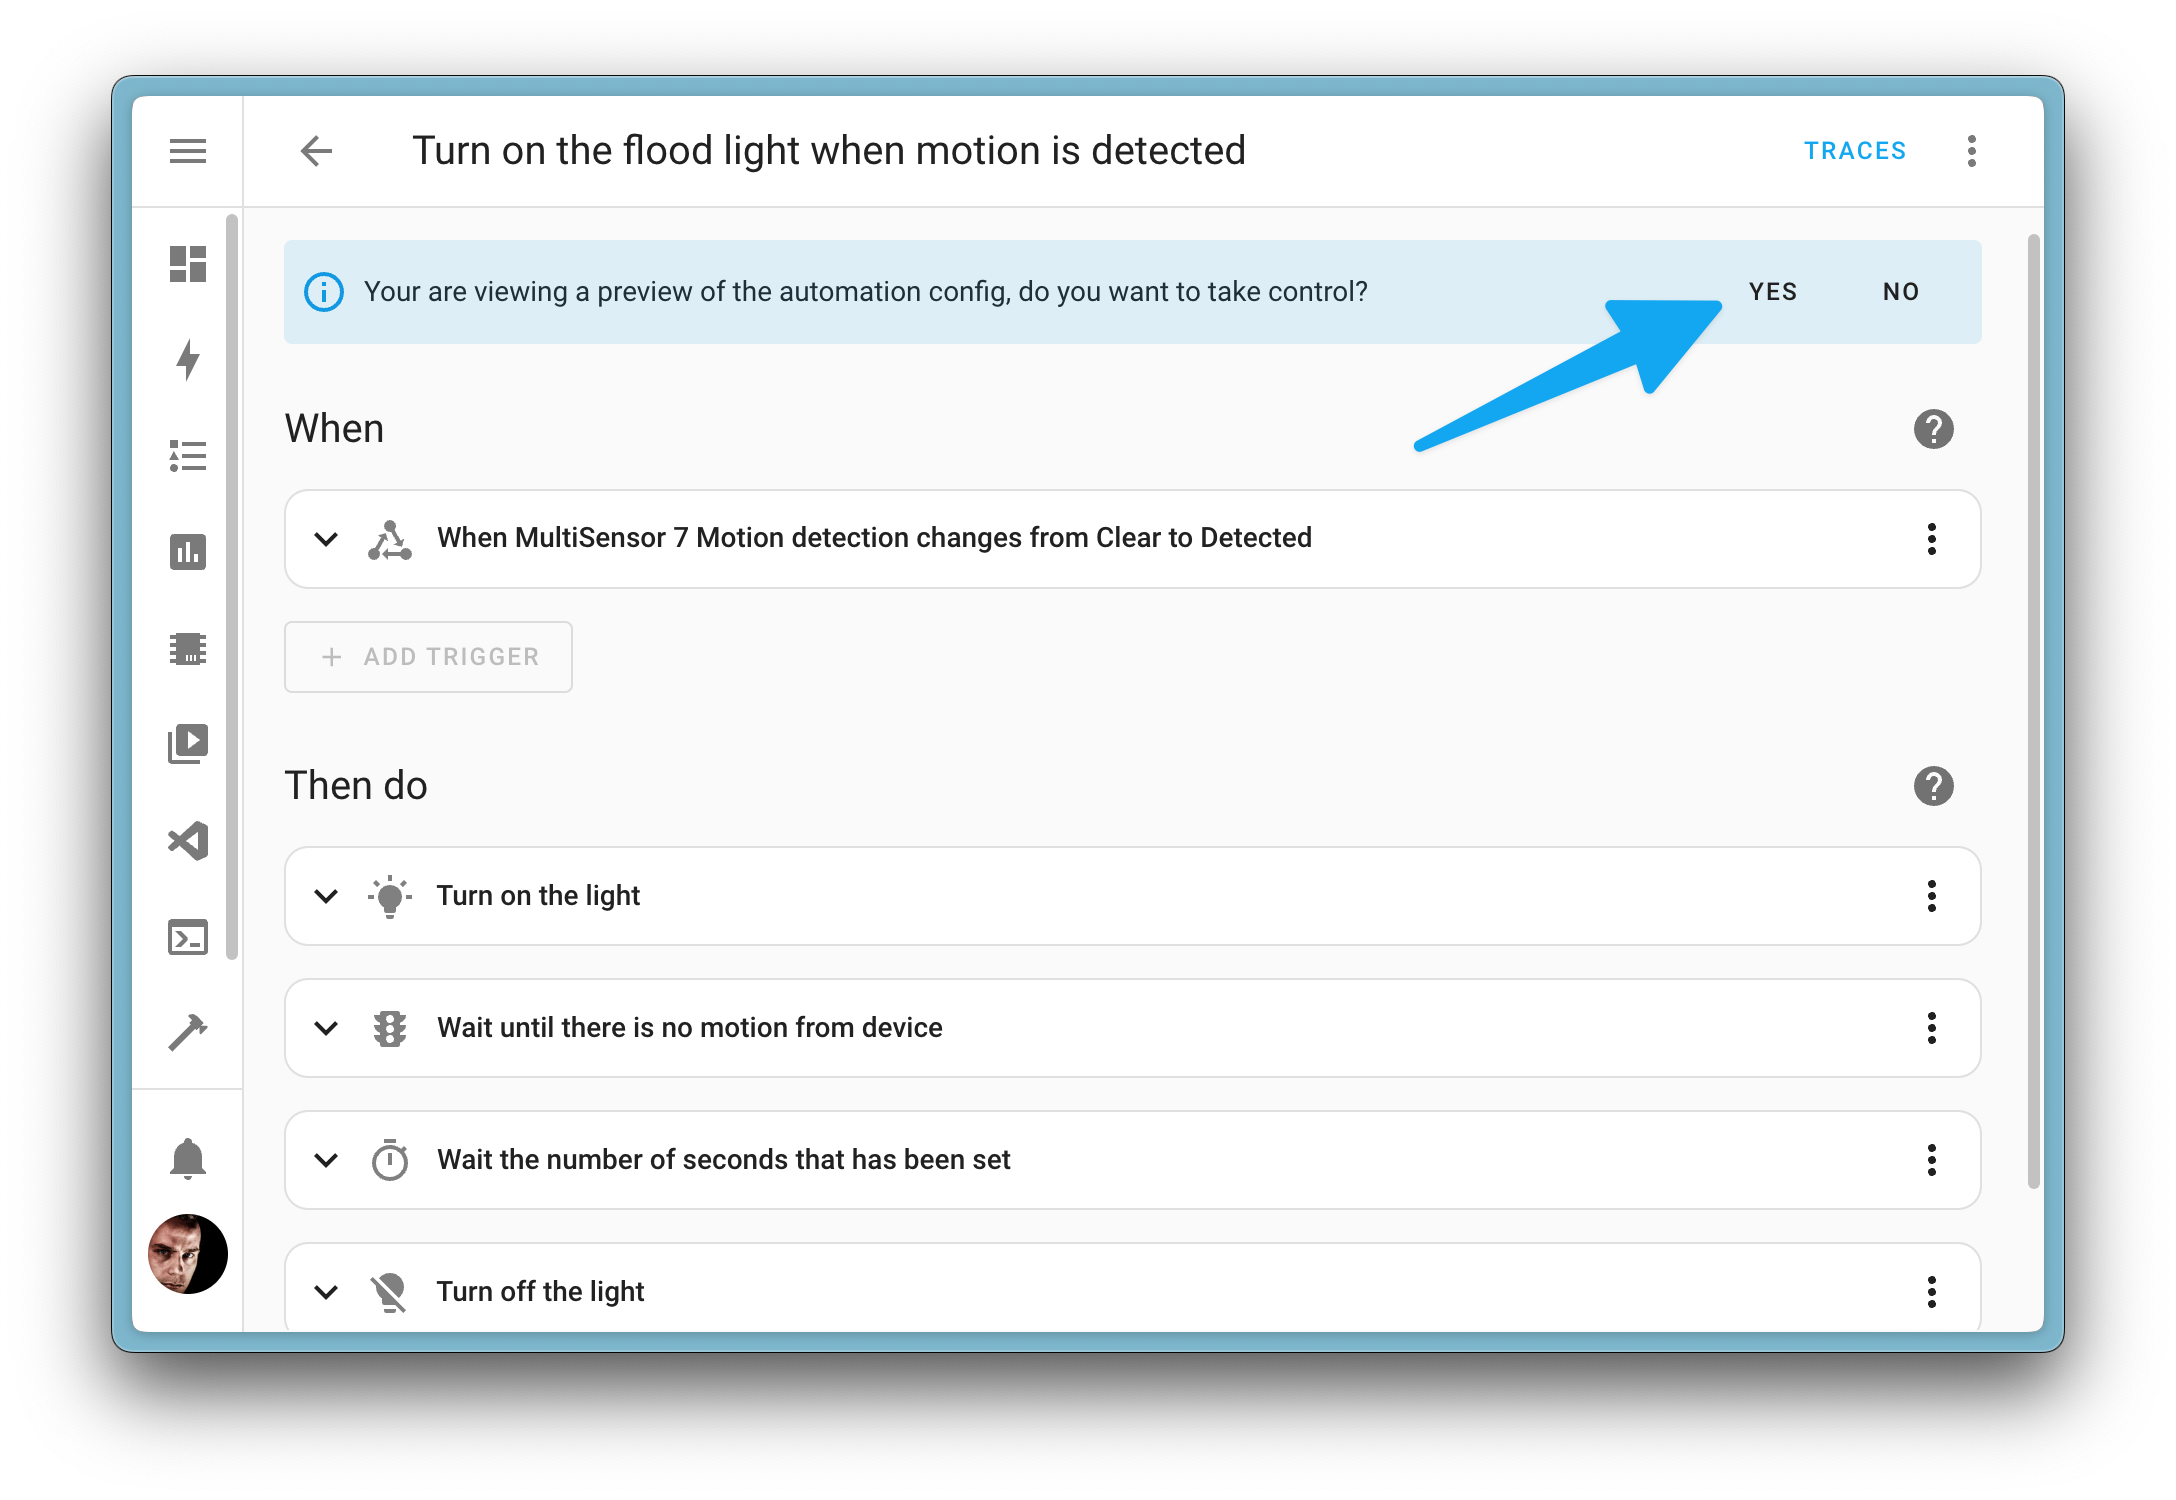 Turn on the flood light when motion is detected
TRACES
Your are viewing a preview of the automation config, do you want to take control?
YES
NO
When
When MultiSensor 7 Motion detection changes from Clear to Detected
+ ADD TRIGGER
Then do
Turn on the light
Wait until there is no motion from device
Wait the number of seconds that has been set
Turn off the light